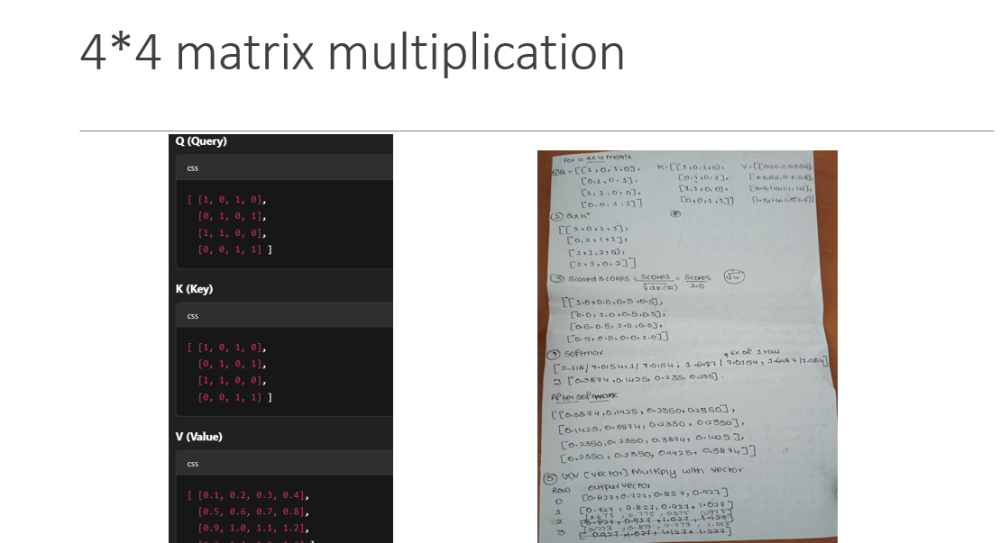 4*4 matrix multiplication
Q (Query)
css
[ [1, 0, 1, 0],
[0, 1, 0, 1],
[1, 1, 0, 0],
[0, 0, 1, 1] ]
K (Key)
css
[ [1, 0, 1, 0],
[0, 1, 0, 1],
[1, 1, 0, 0],
[0, 0, 1, 1] ]
V (Value)
css
[ [0.1, 0.2, 0.3, 0.4],
[0.5, 0.6, 0.7, 0.8],
[0.9, 1.0, 1.1, 1.2],
For a 4x4 matrix
Q = [[1,0,1,0], K=[[1,0,1,0],
[0,1,0,1], [0,1,0,1],
[1,1,0,0], [1,1,0,0],
[0,0,1,1]] [0,0,1,1]]
QxKᵀ
[[2,0,1,1],
[0,2,1,1],
[1,1,2,0],
[1,1,0,2]]
③ Scaled scores = scores = scores √4
2.0
[[1.0,0.0,0.5,0.5],
[0.0,1.0,0.5,0.5],
[0.5,0.5,1.0,0.0],
[0.5,0.5,0.0,1.0]]
④ softmax Ex of 1 row
[2.718/7.0154, 1/7.0154, 1.6487/7.0154, 1.6487/7.054]
[0.3874,0.1425,0.235,0.235].
After softmax
[[0.3874,0.1425,0.2350,0.2350],
[0.1425,0.3874,0.2350,0.2350],
[0.2350,0.2350,0.3874,0.1425],
[0.2350,0.2350,0.1425,0.3874]]
⑤ (x)v (vector) Multiply with vector
Row output vector
0 [0.627,0.727,0.827,0.927]
1 [0.727,0.827,0.927,1.027]
2
3